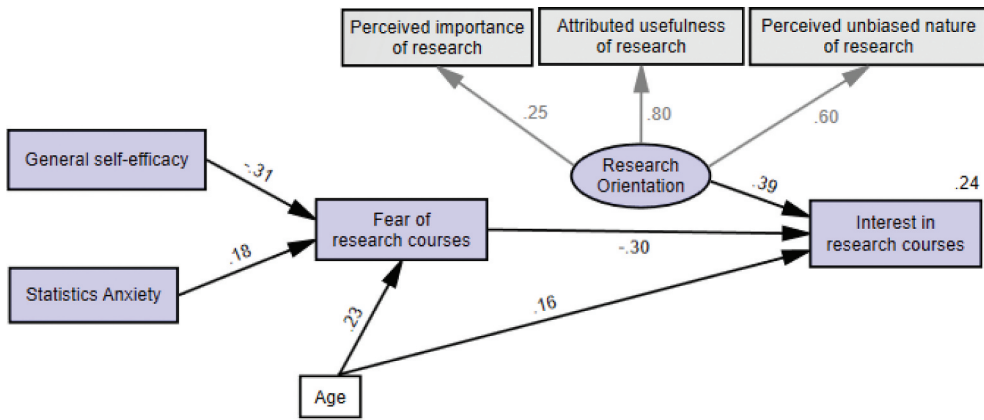 Perceived importance
of research
Attributed usefulness
of research
Perceived unbiased nature
of research
.25
.80
.60
General self-efficacy
-.31
Research
Orientation
.39
.24
Fear of
research courses
Interest in
research courses
-.30
Statistics Anxiety
.18
.23
.16
Age